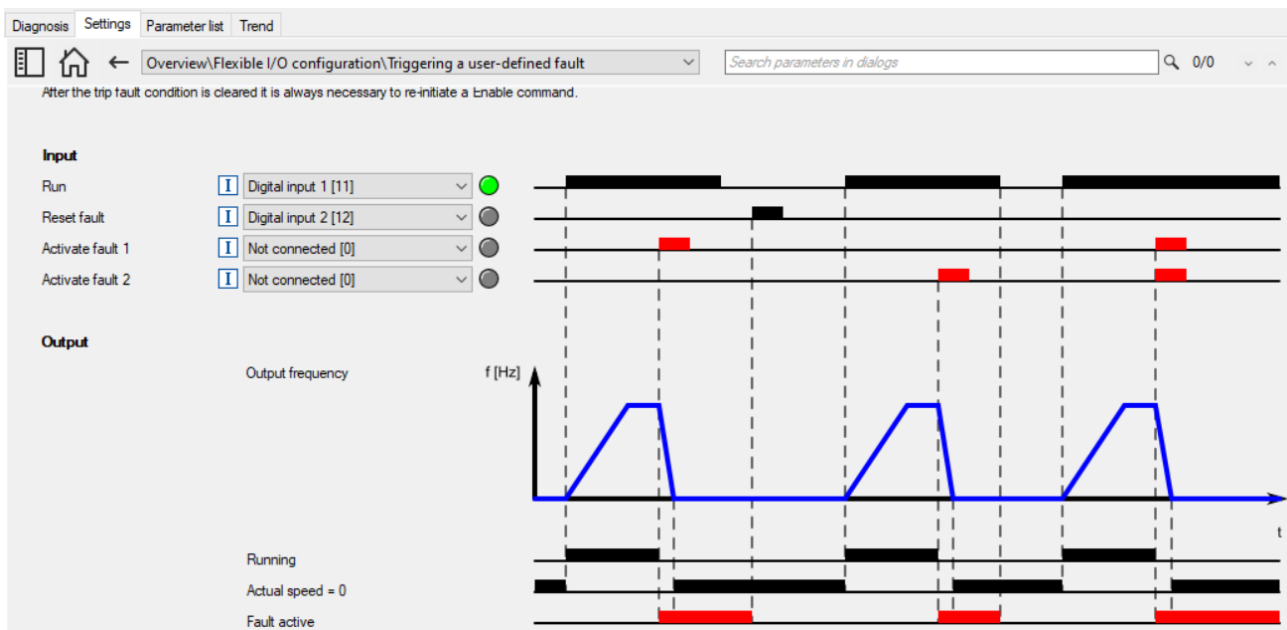 Diagnosis Settings Parameter list Trend
Overview\Flexible I/O configuration\Triggering a user-defined fault Search parameters in dialogs 0/0
After the trip fault condition is cleared it is always necessary to re-initiate a Enable command.
Input
Run I Digital input 1 [11]
Reset fault I Digital input 2 [12]
Activate fault 1 I Not connected [0]
Activate fault 2 I Not connected [0]
Output
Output frequency f [Hz]
t
Running
Actual speed = 0
Fault active